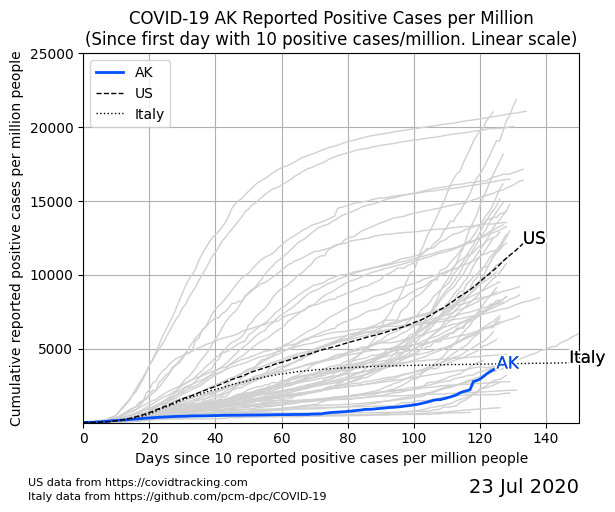 COVID-19 AK Reported Positive Cases per Million
(Since first day with 10 positive cases/million. Linear scale)
Cumulative reported positive cases per million people
25000
20000
15000
10000
5000
AK
US
Italy
US
AK
Italy
0
20
40
60
80
100
120
140
Days since 10 reported positive cases per million people
US data from https://covidtracking.com
Italy data from https://github.com/pcm-dpc/COVID-19
23 Jul 2020